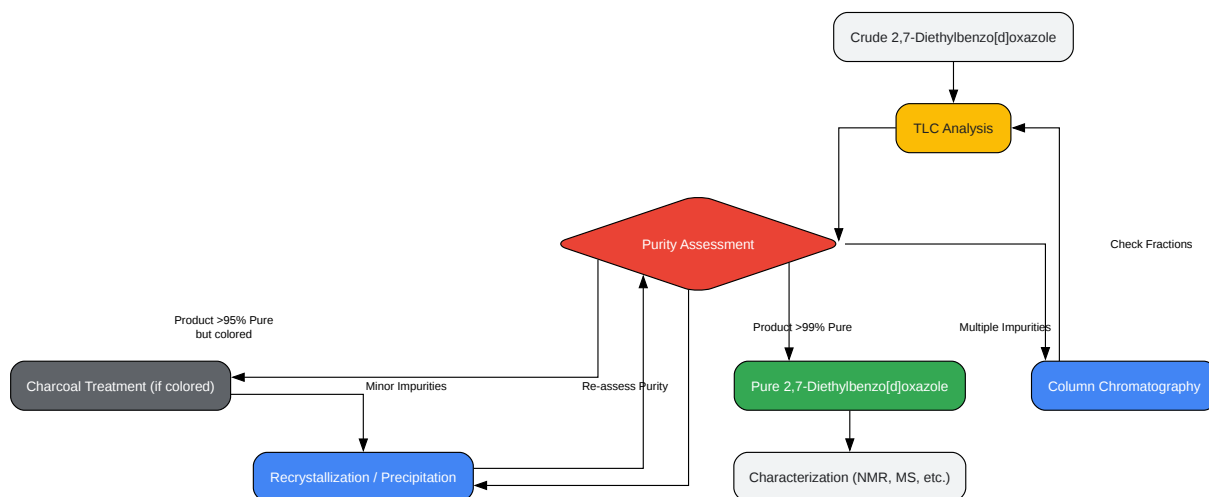 Crude 2,7-Diethylbenzo[d]oxazole
TLC Analysis
Purity Assessment
Check Fractions
Product >95% Pure
but colored
Product >99% Pure
Multiple Impurities
Charcoal Treatment (if colored)
Minor Impurities
Re-assess Purity
Pure 2,7-Diethylbenzo[d]oxazole
Column Chromatography
Recrystallization / Precipitation
Characterization (NMR, MS, etc.)